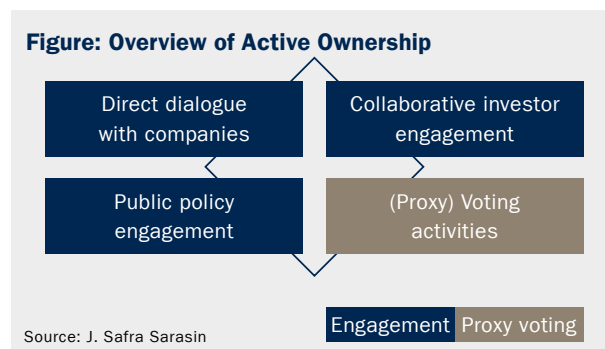 Figure: Overview of Active Ownership
Direct dialogue
with companies
Collaborative investor
engagement
Public policy
engagement
(Proxy) Voting
activities
Engagement
Proxy voting
Source: J. Safra Sarasin